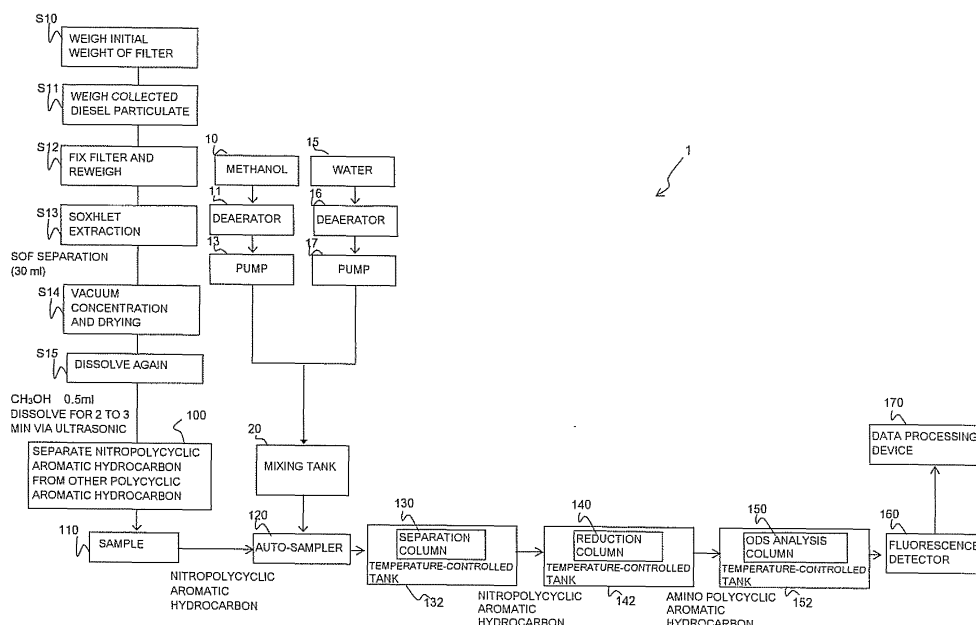 S10
WEIGH INITIAL
WEIGHT OF FILTER
S11
WEIGH COLLECTED
DIESEL PARTICULATE
S12
FIX FILTER AND
REWEIGH
S13
SOXHLET
EXTRACTION
SOF SEPARATION
(30 ml)
S14
VACUUM
CONCENTRATION
AND DRYING
S15
DISSOLVE AGAIN
CH₃OH 0.5ml
DISSOLVE FOR 2 TO 3
MIN VIA ULTRASONIC
100
SEPARATE NITROPOLYCYCLIC
AROMATIC HYDROCARBON
FROM OTHER POLYCYCLIC
AROMATIC HYDROCARBON
10
METHANOL
11
DEAERATOR
13
PUMP
15
WATER
16
DEAERATOR
17
PUMP
1
20
MIXING TANK
110
SAMPLE
NITROPOLYCYCLIC
AROMATIC
HYDROCARBON
120
AUTO-SAMPLER
130
SEPARATION
COLUMN
TEMPERATURE-CONTROLLED
TANK
132
NITROPOLYCYCLIC
AROMATIC
HYDROCARBON
140
REDUCTION
COLUMN
TEMPERATURE-CONTROLLED
TANK
142
AMINO POLYCYCLIC
AROMATIC
HYDROCARBON
150
ODS ANALYSIS
COLUMN
TEMPERATURE-CONTROLLED
TANK
152
160
FLUORESCENCE
DETECTOR
170
DATA PROCESSING
DEVICE